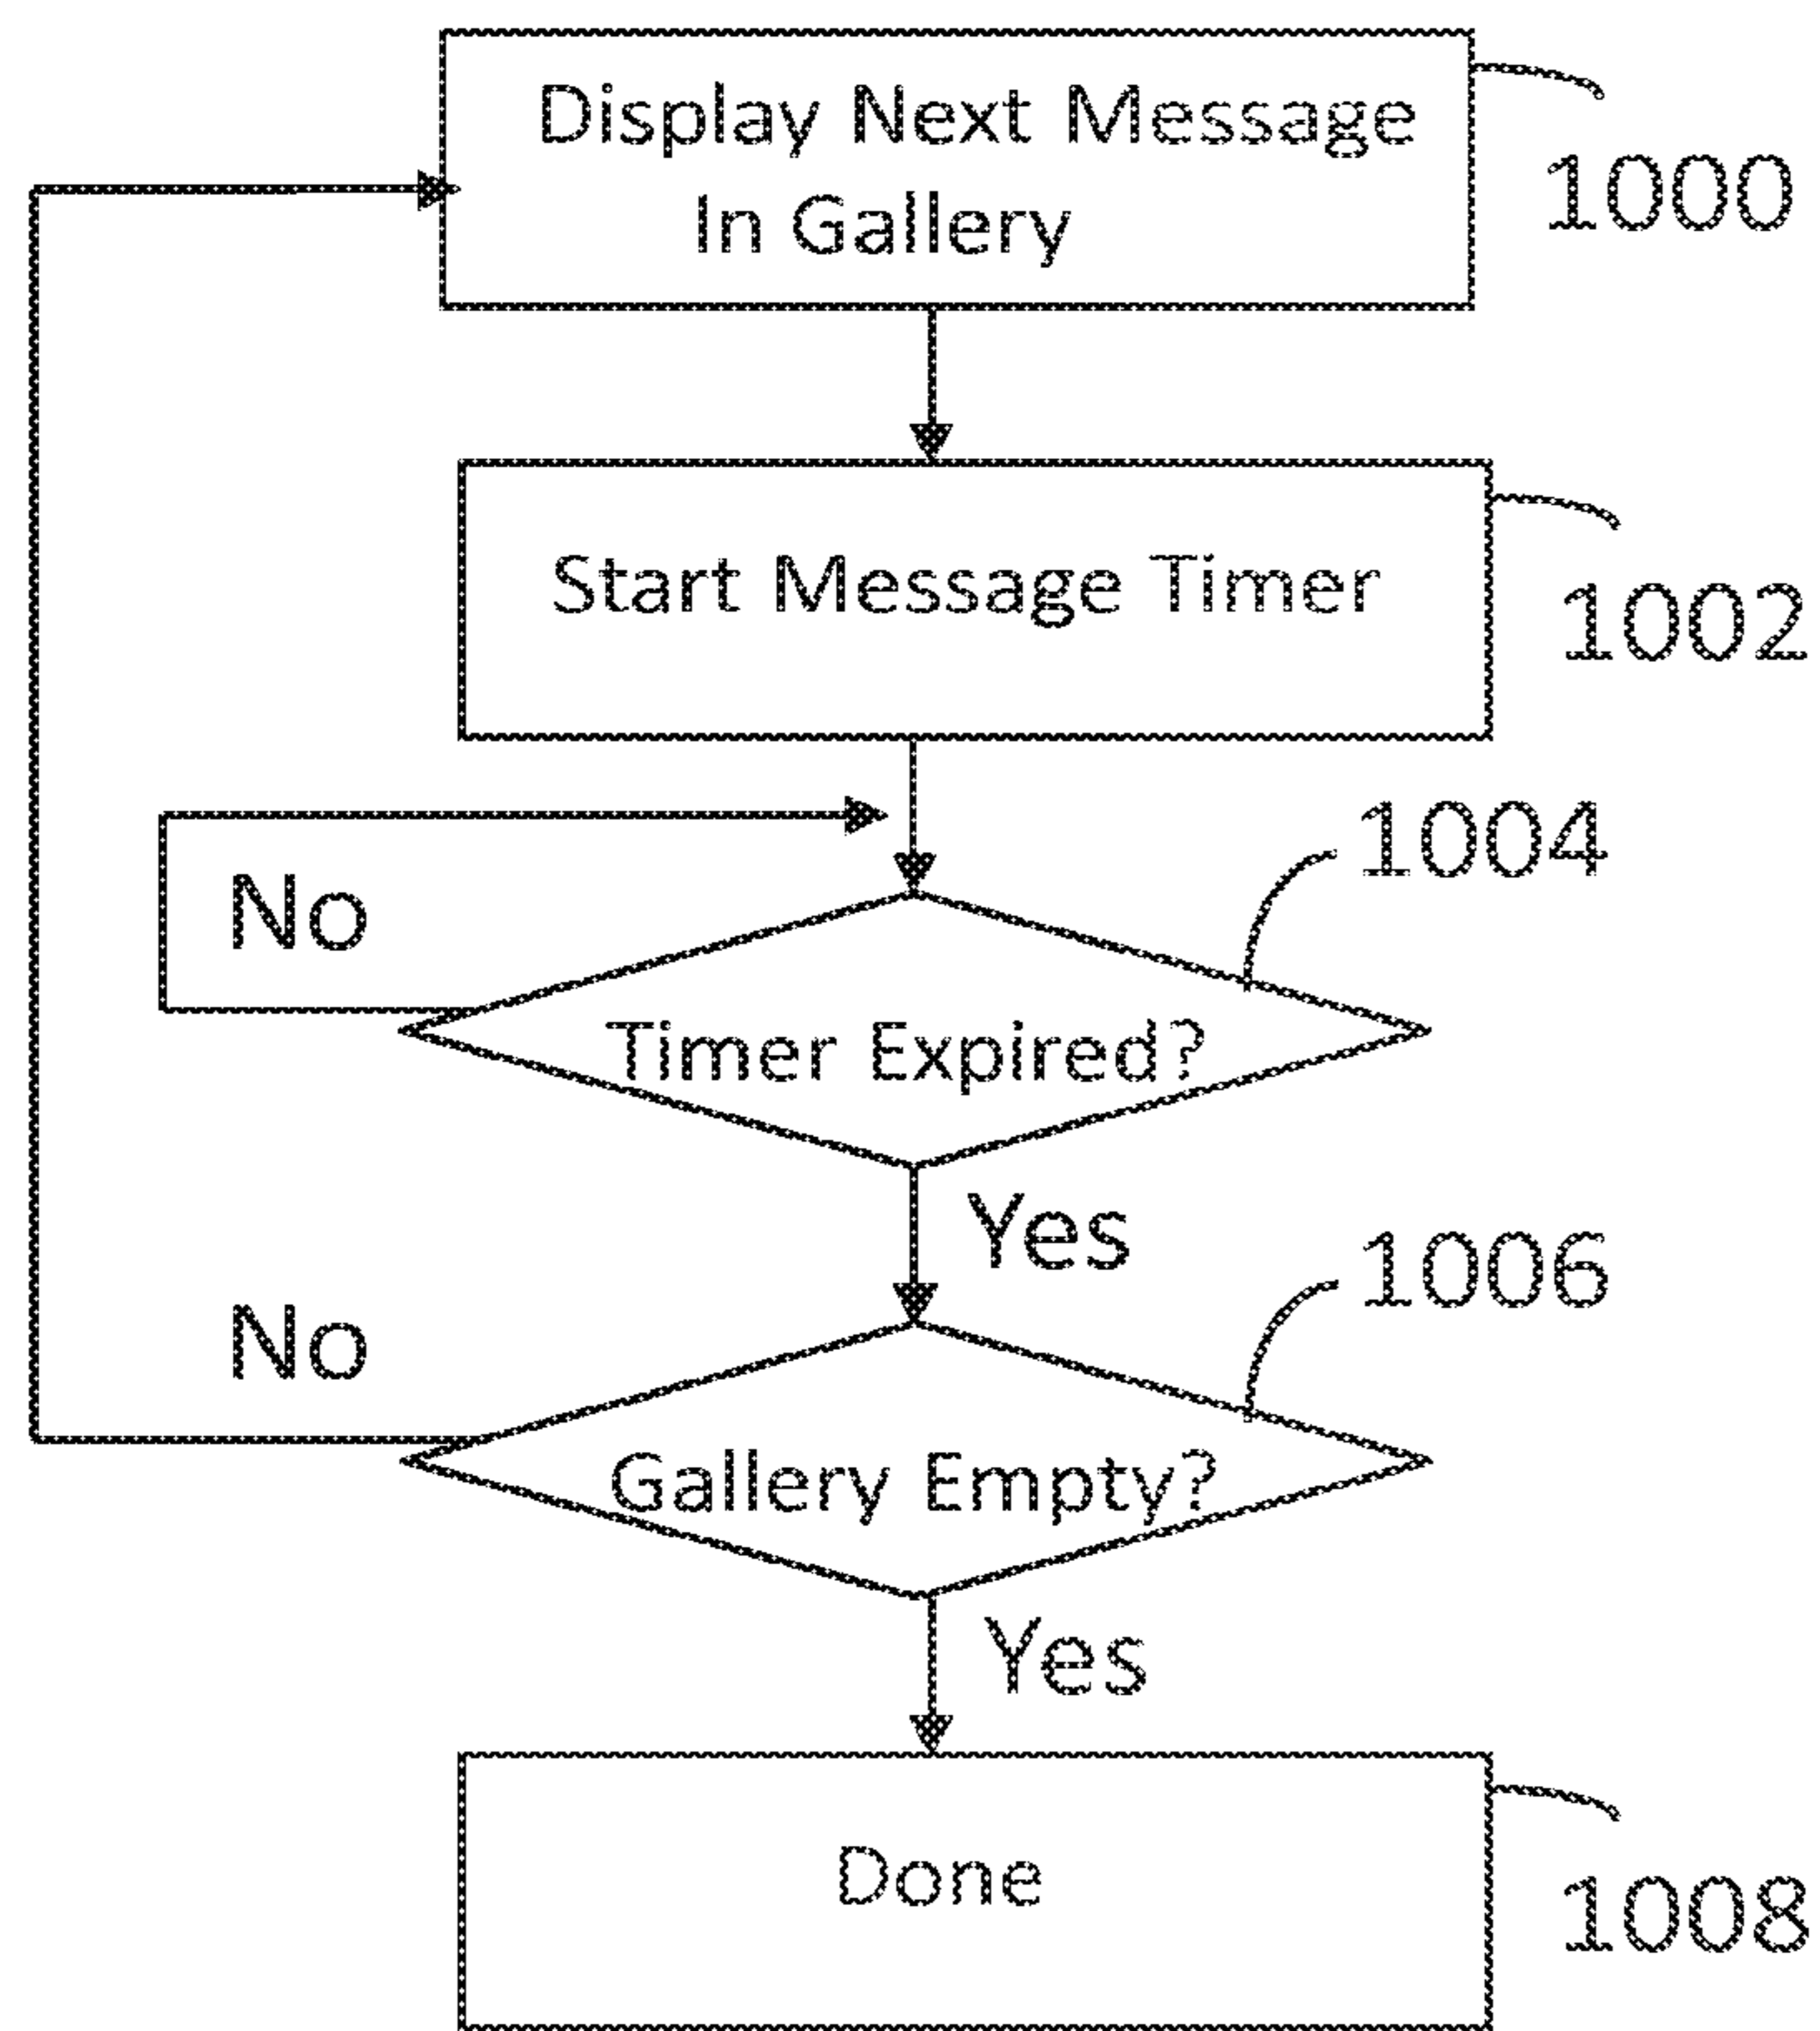 Display Next Message
In Gallery
1000
Start Message Timer
1002
1004
No
Timer Expired?
Yes
1006
No
Gallery Empty?
Yes
Done
1008